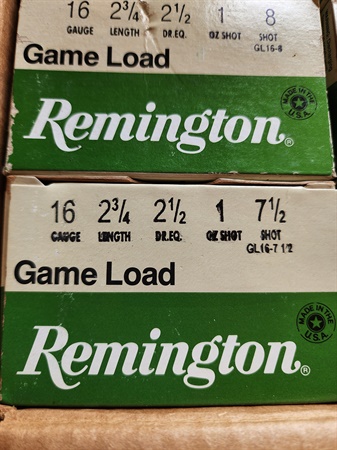 16 2¾ 2½ 1 8
GAUGE LENGTH DR.EQ. OZ SHOT SHOT
GL16-8
Game Load
MADE IN THE
U.S.A.
Remington®
16 2¾ 2½ 1 7½
GAUGE LENGTH DR.EQ. OZ SHOT SHOT
GL16-7 1/2
Game Load
MADE IN THE
U.S.A.
Remington®